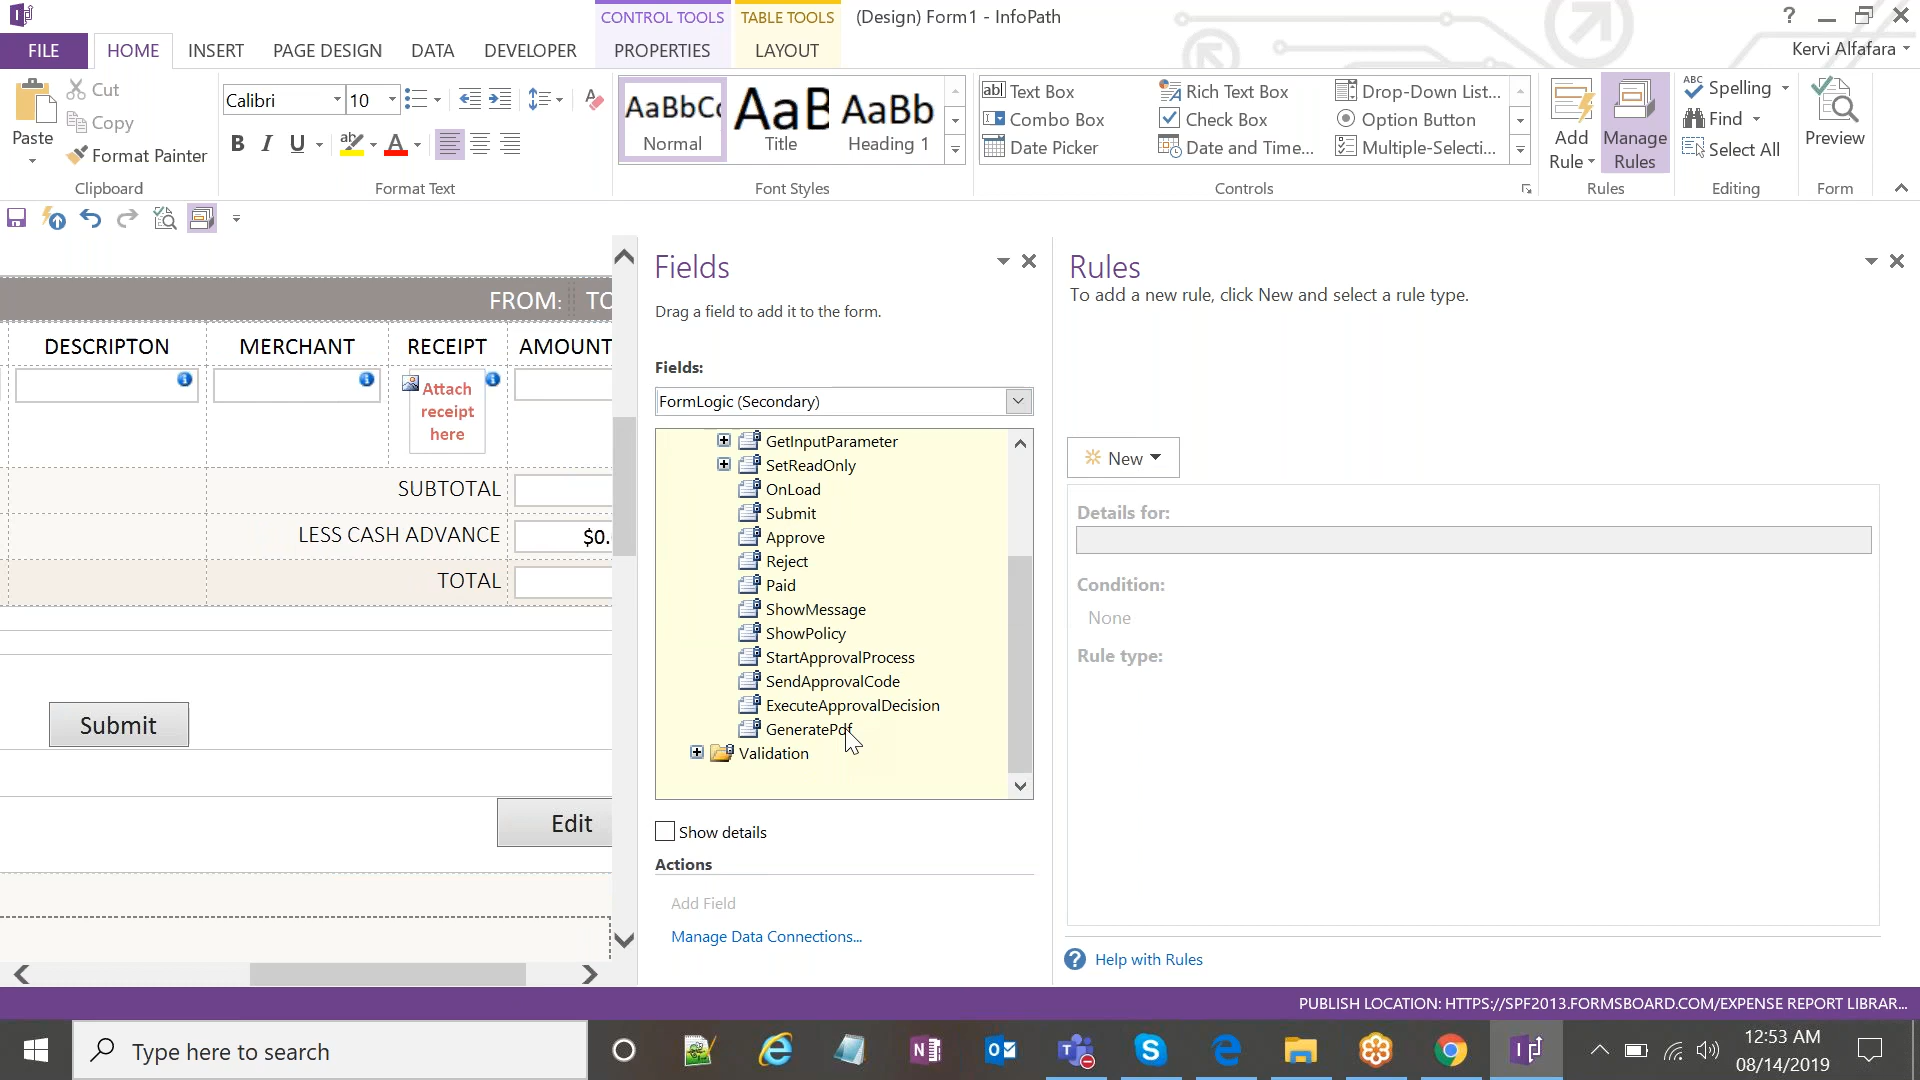 CONTROL TOOLS
TABLE TOOLS
(Design) Form1 - InfoPath
?
FILE
HOME
INSERT
PAGE DESIGN
DATA
DEVELOPER
PROPERTIES
LAYOUT
Kervi Alfafara
Paste
Cut
Copy
Format Painter
Clipboard
Calibri
10
B I U
Format Text
AaBbCc
Normal
AaB
Title
AaBb
Heading 1
Font Styles
Text Box
Combo Box
Date Picker
Rich Text Box
Check Box
Date and Time...
Drop-Down List...
Option Button
Multiple-Selecti...
Controls
Add
Rule
Manage
Rules
Rules
Spelling
Find
Select All
Editing
Preview
Form
FROM:
TO
DESCRIPTON
MERCHANT
RECEIPT
AMOUNT
Attach
receipt
here
SUBTOTAL
LESS CASH ADVANCE
$0.
TOTAL
Submit
Edit
Fields
Drag a field to add it to the form.
Fields:
FormLogic (Secondary)
GetInputParameter
SetReadOnly
OnLoad
Submit
Approve
Reject
Paid
ShowMessage
ShowPolicy
StartApprovalProcess
SendApprovalCode
ExecuteApprovalDecision
GeneratePdf
Validation
Show details
Actions
Add Field
Manage Data Connections...
Rules
To add a new rule, click New and select a rule type.
New
Details for:
Condition:
None
Rule type:
Help with Rules
PUBLISH LOCATION: HTTPS://SPF2013.FORMSBOARD.COM/EXPENSE REPORT LIBRAR...
Type here to search
12:53 AM
08/14/2019